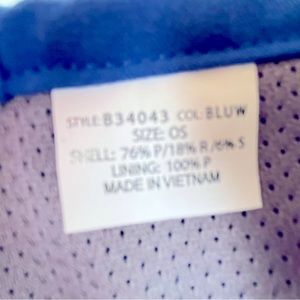 STYLE: B34043 COL: BLUW
SIZE: OS
SHELL: 76% P/18% R/6% S
LINING: 100% P
MADE IN VIETNAM